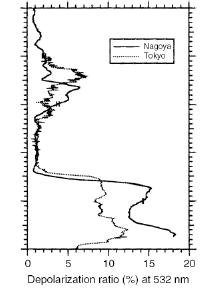 Nagoya
Tokyo
0 5 10 15 20
Depolarization ratio (%) at 532 nm